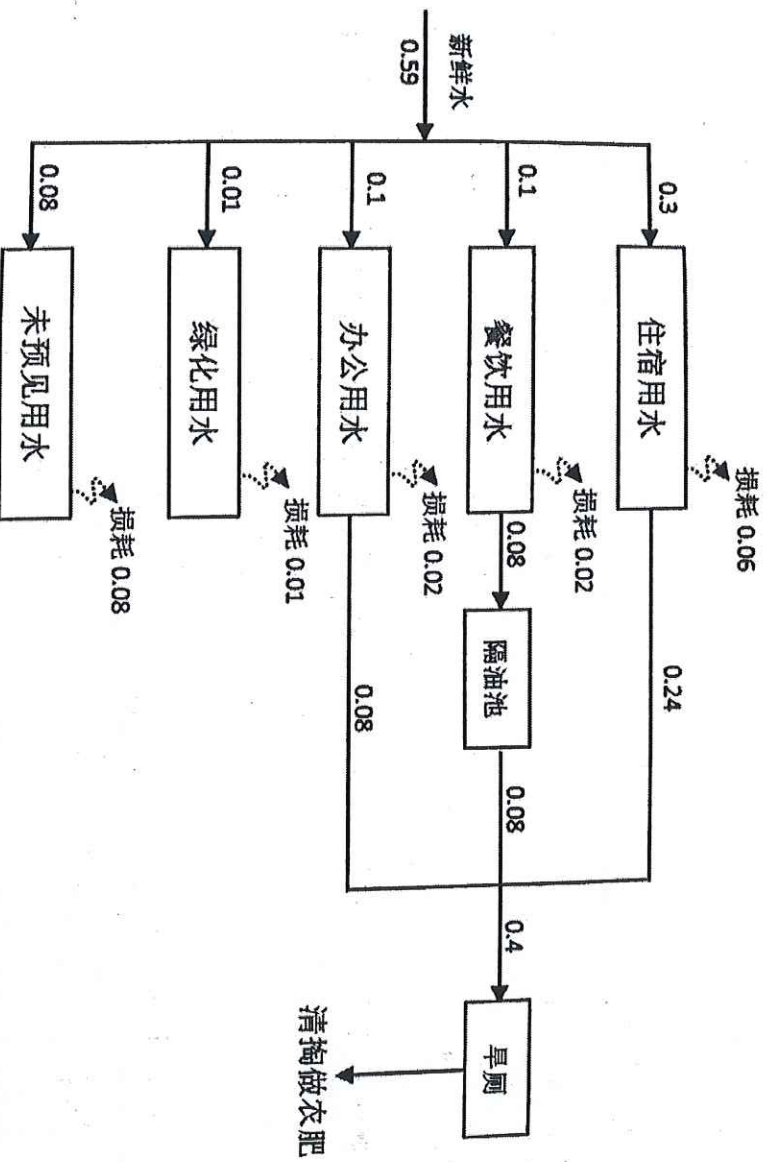 新鲜水
0.59
0.3
住宿用水
损耗 0.06
0.24
0.1
餐饮用水
损耗 0.02
0.08
隔油池
0.08
0.4
旱厕
清掏做农肥
0.1
办公用水
损耗 0.02
0.08
0.01
绿化用水
损耗 0.01
0.08
未预见用水
损耗 0.08